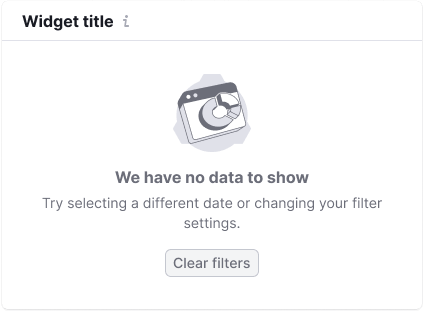 Widget title
We have no data to show
Try selecting a different date or changing your filter
settings.
Clear filters